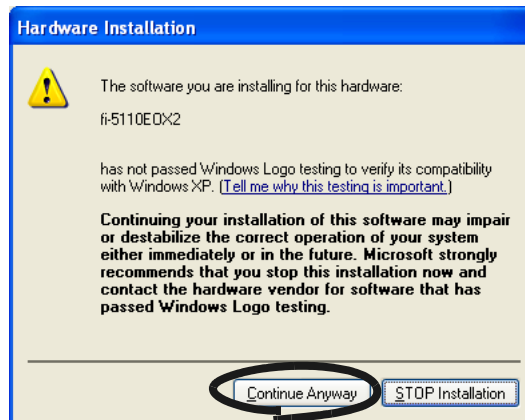 Hardware Installation
The software you are installing for this hardware:
fi-5110EOX2
has not passed Windows Logo testing to verify its compatibility
with Windows XP. (Tell me why this testing is important.)
Continuing your installation of this software may impair
or destabilize the correct operation of your system
either immediately or in the future. Microsoft strongly
recommends that you stop this installation now and
contact the hardware vendor for software that has
passed Windows Logo testing.
Continue Anyway
STOP Installation